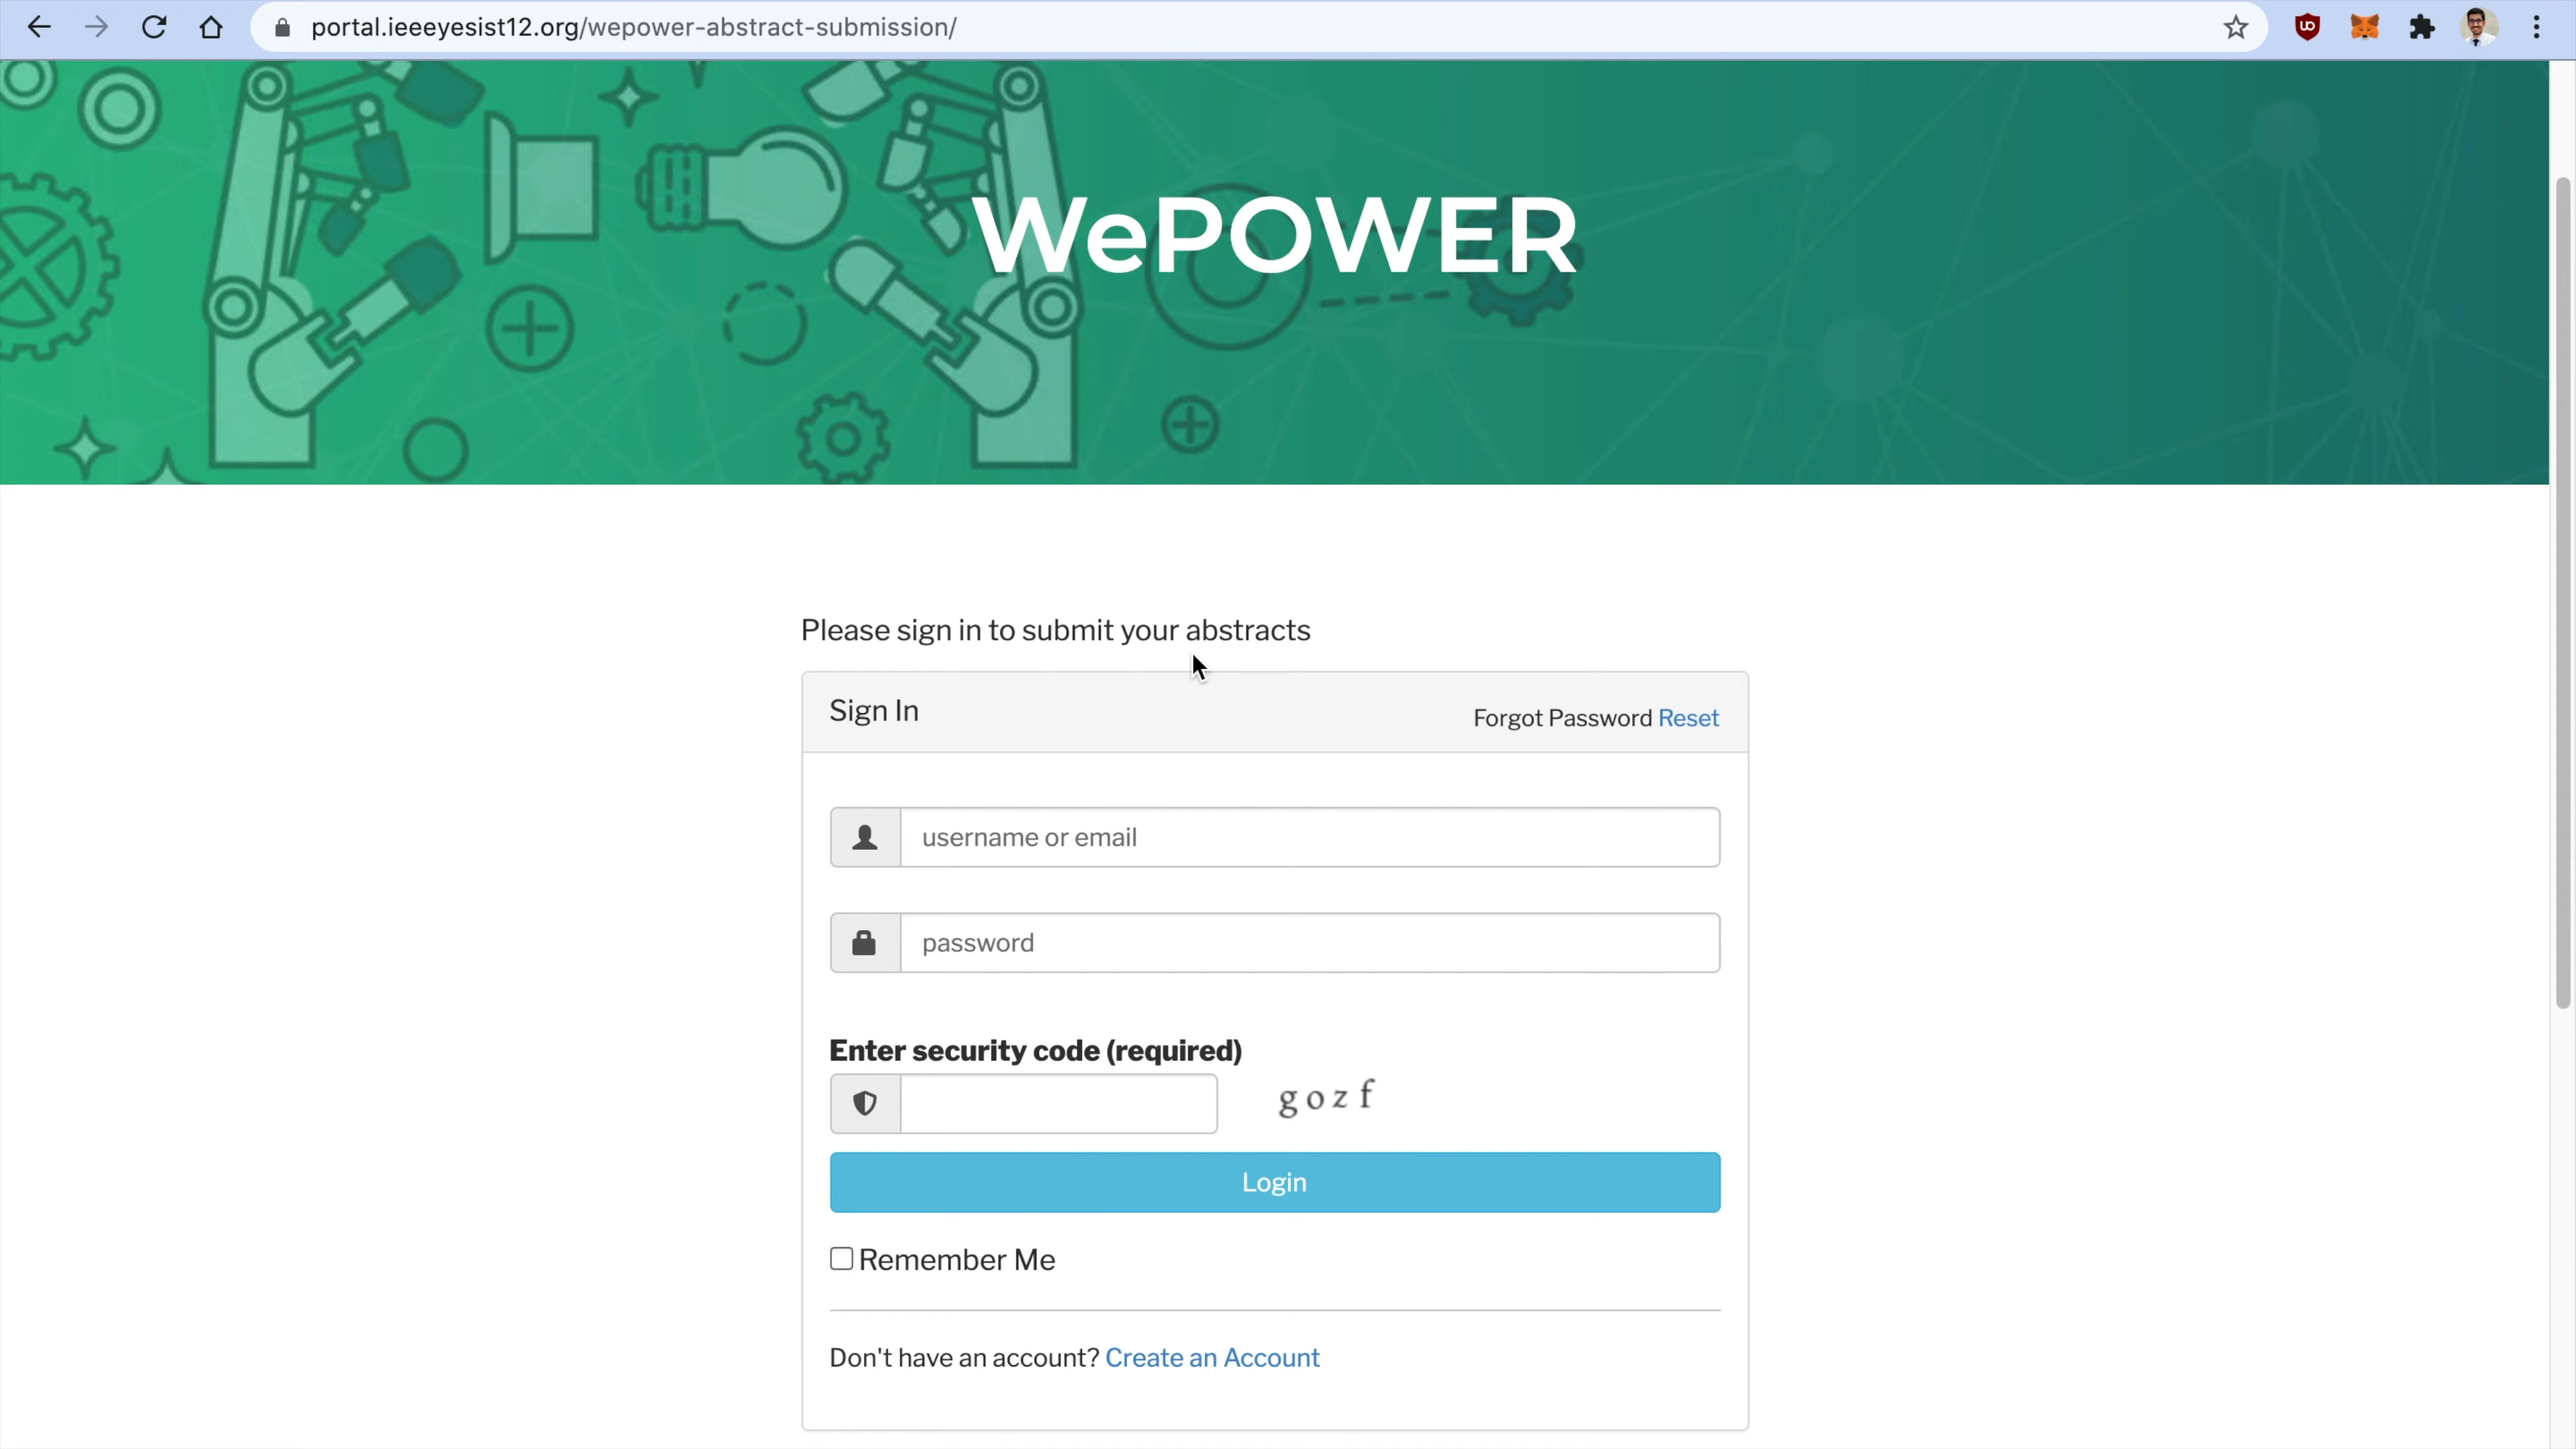 portal.ieeeyesist12.org/wepower-abstract-submission/
WePOWER
Please sign in to submit your abstracts
Sign In
Forgot Password Reset
username or email
password
Enter security code (required)
g o z f
Login
Remember Me
Don't have an account? Create an Account